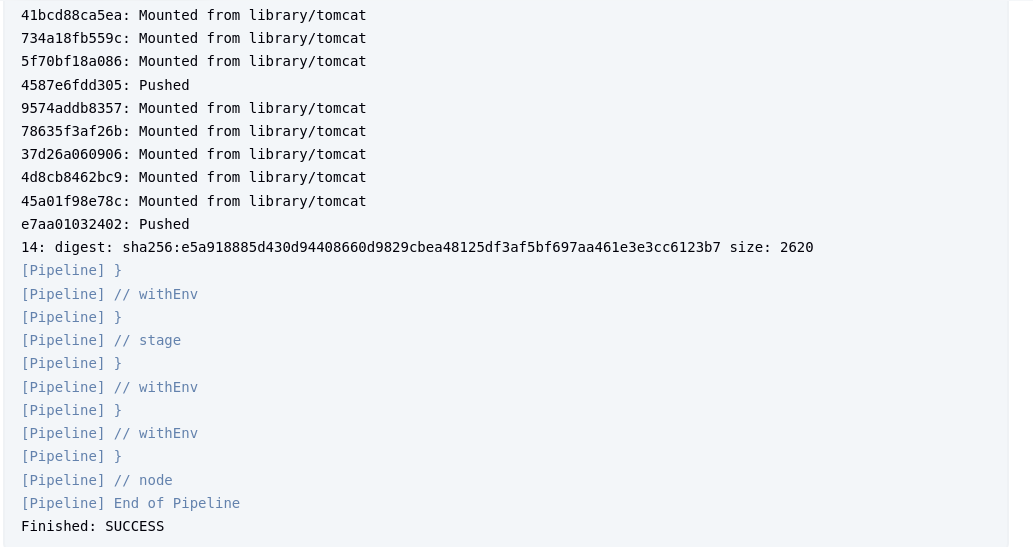 41bcd88ca5ea: Mounted from library/tomcat
734a18fb559c: Mounted from library/tomcat
5f70bf18a086: Mounted from library/tomcat
4587e6fdd305: Pushed
9574addb8357: Mounted from library/tomcat
78635f3af26b: Mounted from library/tomcat
37d26a060906: Mounted from library/tomcat
4d8cb8462bc9: Mounted from library/tomcat
45a01f98e78c: Mounted from library/tomcat
e7aa01032402: Pushed
14: digest: sha256:e5a918885d430d94408660d9829cbea48125df3af5bf697aa461e3e3cc6123b7 size: 2620
[Pipeline] }
[Pipeline] // withEnv
[Pipeline] }
[Pipeline] // stage
[Pipeline] }
[Pipeline] // withEnv
[Pipeline] }
[Pipeline] // withEnv
[Pipeline] }
[Pipeline] // node
[Pipeline] End of Pipeline
Finished: SUCCESS